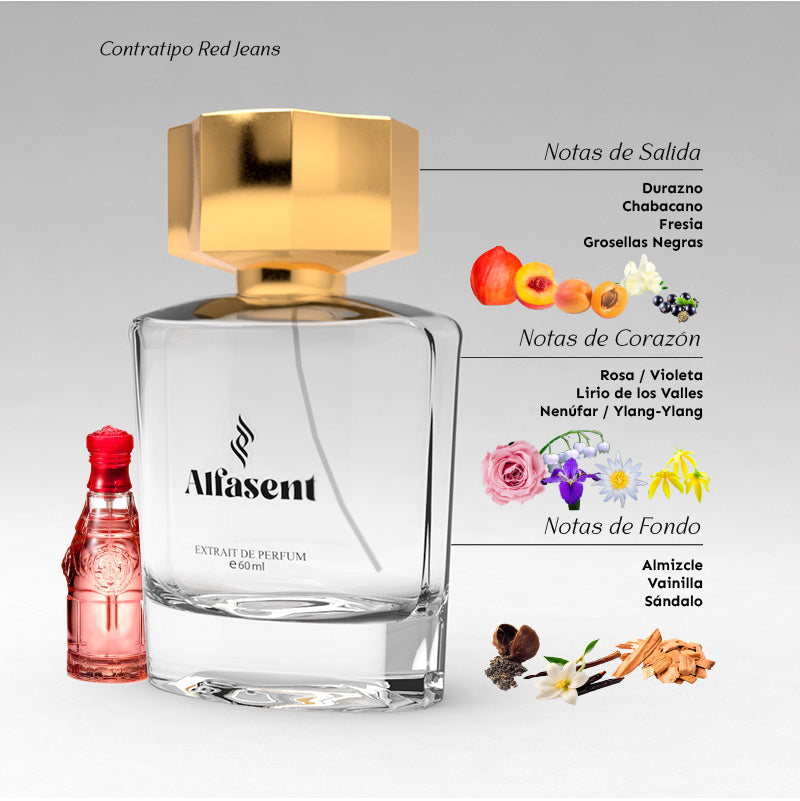 Contratipo Red Jeans
Notas de Salida
Durazno
Chabacano
Fresia
Grosellas Negras
Notas de Corazón
Rosa / Violeta
Lirio de los Valles
Nenúfar / Ylang-Ylang
Alfasent
EXTRAIT DE PERFUM
℮60ml
Notas de Fondo
Almizcle
Vainilla
Sándalo